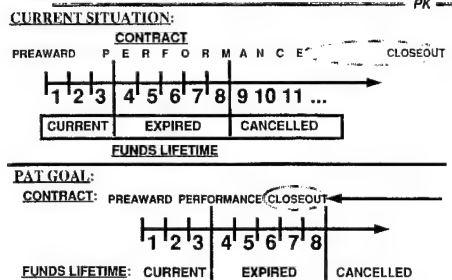 PK
CURRENT SITUATION:
CONTRACT
PREAWARD P E R F O R M A N C E CLOSEOUT
1 2 3 4 5 6 7 8 9 10 11 ...
CURRENT EXPIRED CANCELLED
FUNDS LIFETIME
PAT GOAL:
CONTRACT: PREAWARD PERFORMANCE CLOSEOUT
1 2 3 4 5 6 7 8
FUNDS LIFETIME: CURRENT EXPIRED CANCELLED